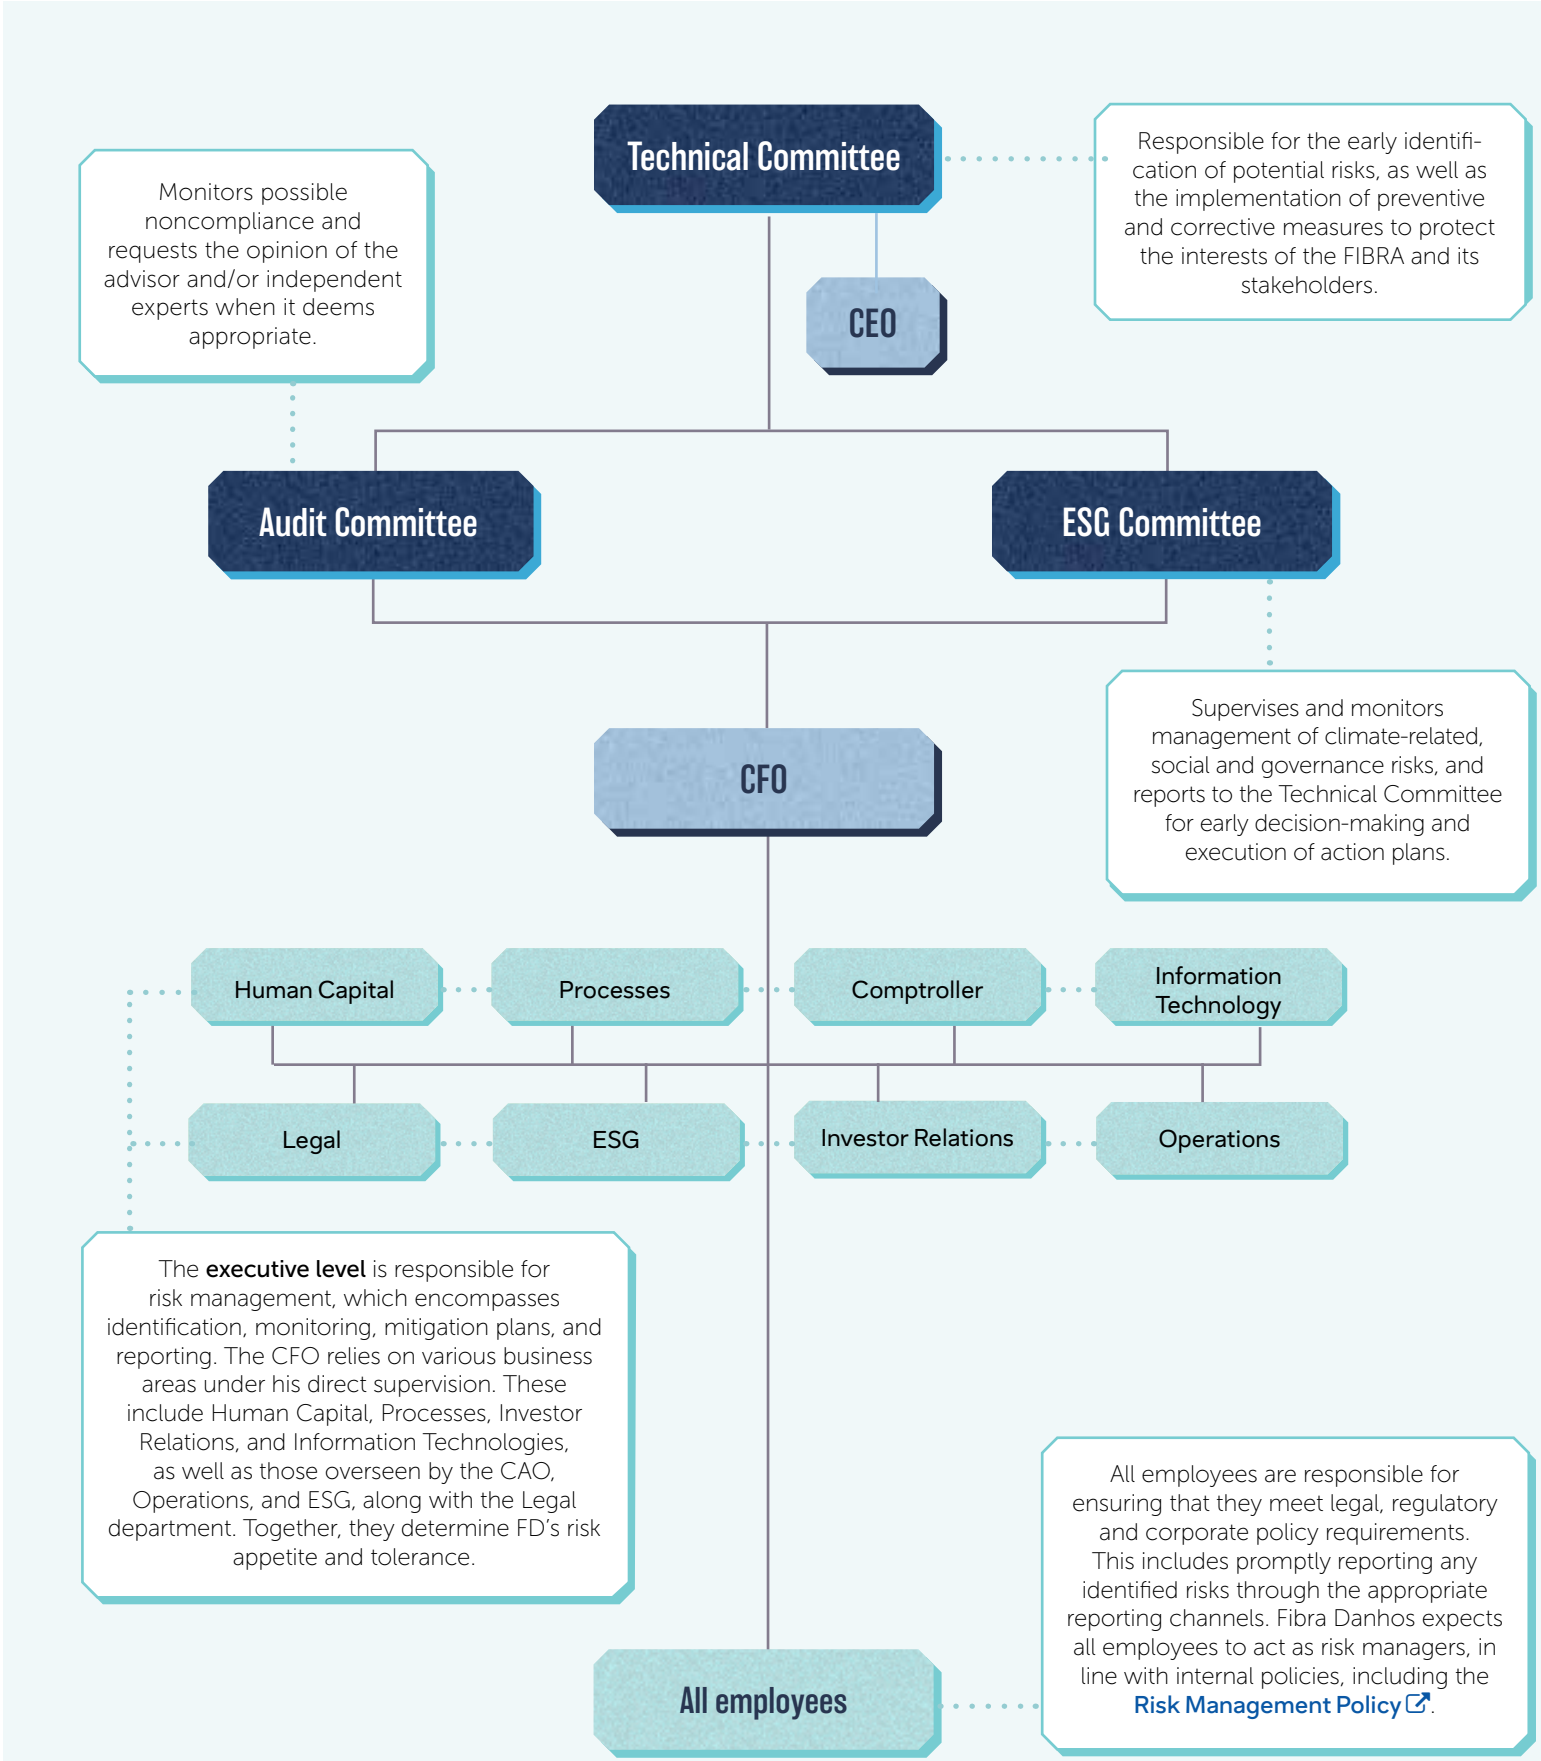 Technical Committee
Responsible for the early identifi-
cation of potential risks, as well as
the implementation of preventive
and corrective measures to protect
the interests of the FIBRA and its
stakeholders.
Monitors possible
noncompliance and
requests the opinion of the
advisor and/or independent
experts when it deems
appropriate.
CEO
Audit Committee
ESG Committee
CFO
Supervises and monitors
management of climate-related,
social and governance risks, and
reports to the Technical Committee
for early decision-making and
execution of action plans.
Human Capital
Processes
Comptroller
Information
Technology
Legal
ESG
Investor Relations
Operations
The executive level is responsible for
risk management, which encompasses
identification, monitoring, mitigation plans, and
reporting. The CFO relies on various business
areas under his direct supervision. These
include Human Capital, Processes, Investor
Relations, and Information Technologies,
as well as those overseen by the CAO,
Operations, and ESG, along with the Legal
department. Together, they determine FD’s risk
appetite and tolerance.
All employees are responsible for
ensuring that they meet legal, regulatory
and corporate policy requirements.
This includes promptly reporting any
identified risks through the appropriate
reporting channels. Fibra Danhos expects
all employees to act as risk managers, in
line with internal policies, including the
Risk Management Policy.
All employees